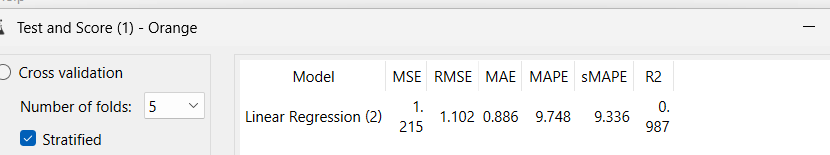 Test and Score (1) - Orange
Cross validation
Number of folds: 5
Stratified
Model MSE RMSE MAE MAPE sMAPE R2
Linear Regression (2) 1.215 1.102 0.886 9.748 9.336 0.987